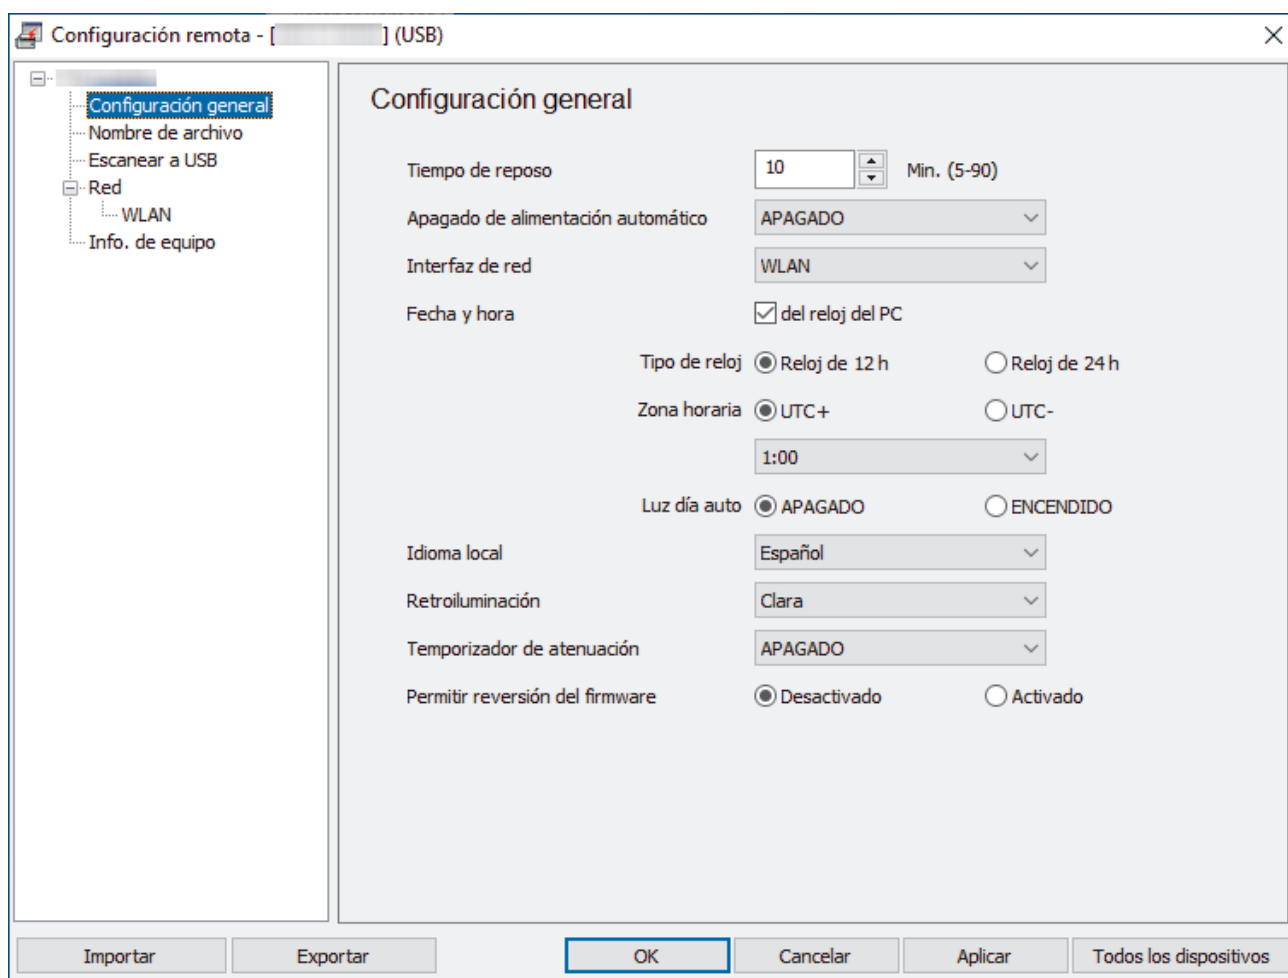 Configuración remota - [ ] (USB)
Configuración general
Nombre de archivo
Escanear a USB
Red
WLAN
Info. de equipo
Configuración general
Tiempo de reposo 10 Min. (5-90)
Apagado de alimentación automático APAGADO
Interfaz de red WLAN
Fecha y hora del reloj del PC
Tipo de reloj Reloj de 12 h Reloj de 24 h
Zona horaria UTC+ UTC-
1:00
Luz día auto APAGADO ENCENDIDO
Idioma local Español
Retroiluminación Clara
Temporizador de atenuación APAGADO
Permitir reversión del firmware Desactivado Activado
Importar Exportar OK Cancelar Aplicar Todos los dispositivos